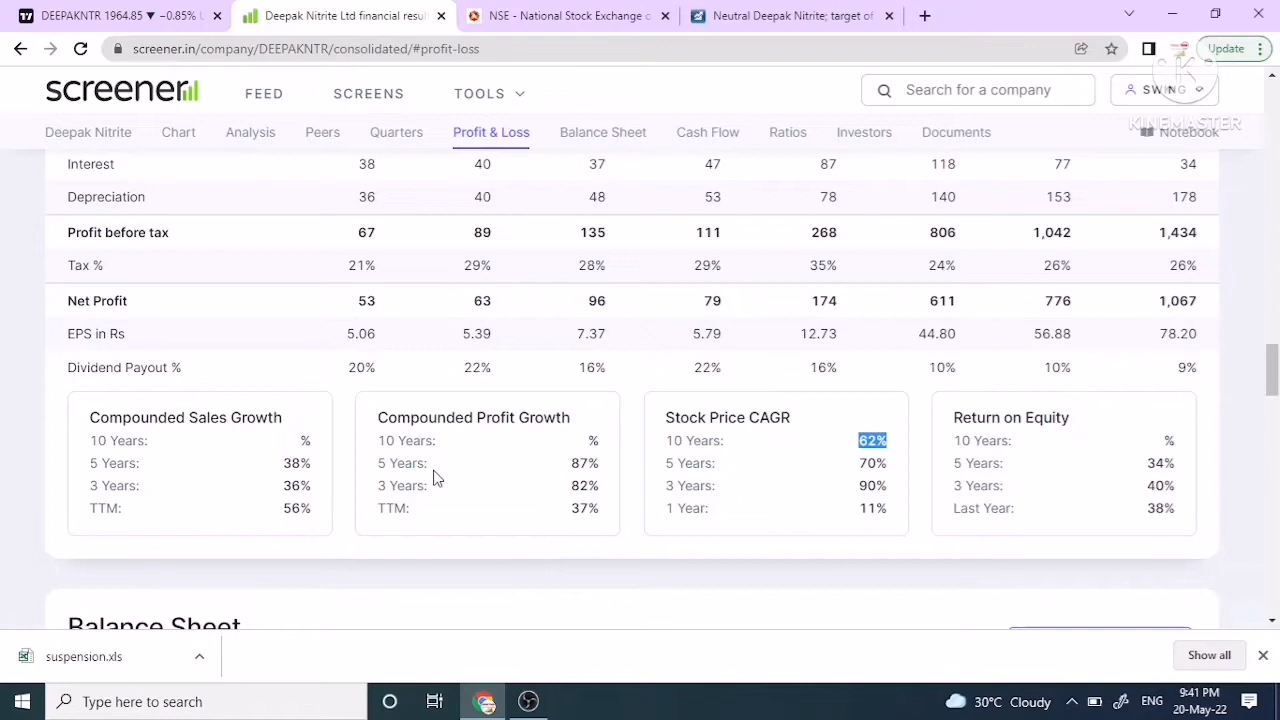 DEEPAKNTR 1964.85 ▼ −0.85% L
Deepak Nitrite Ltd financial resul
NSE - National Stock Exchange o
Neutral DEEPAK Nitrite; target of
screener.in/company/DEEPAKNTR/consolidated/#profit-loss
Update
screener
FEED
SCREENS
TOOLS
Search for a company
SWING
KINEMASTER
Deepak Nitrite Chart Analysis Peers Quarters Profit & Loss Balance Sheet Cash Flow Ratios Investors Documents Notebook
Interest 38 40 37 47 87 118 77 34
Depreciation 36 40 48 53 78 140 153 178
Profit before tax 67 89 135 111 268 806 1,042 1,434
Tax % 21% 29% 28% 29% 35% 24% 26% 26%
Net Profit 53 63 96 79 174 611 776 1,067
EPS in Rs 5.06 5.39 7.37 5.79 12.73 44.80 56.88 78.20
Dividend Payout % 20% 22% 16% 22% 16% 10% 10% 9%
Compounded Sales Growth
10 Years: %
5 Years: 38%
3 Years: 36%
TTM: 56%
Compounded Profit Growth
10 Years: %
5 Years: 87%
3 Years: 82%
TTM: 37%
Stock Price CAGR
10 Years: 62%
5 Years: 70%
3 Years: 90%
1 Year: 11%
Return on Equity
10 Years: %
5 Years: 34%
3 Years: 40%
Last Year: 38%
Balance Sheet
suspension.xls
Show all
Type here to search
30°C Cloudy
ENG
9:41 PM
20-May-22